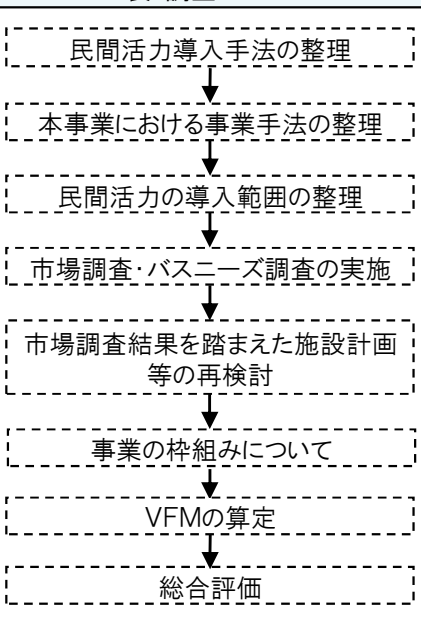 民間活力導入手法の整理
本事業における事業手法の整理
民間活力の導入範囲の整理
市場調査・バスニーズ調査の実施
市場調査結果を踏まえた施設計画
等の再検討
事業の枠組みについて
VFMの算定
総合評価